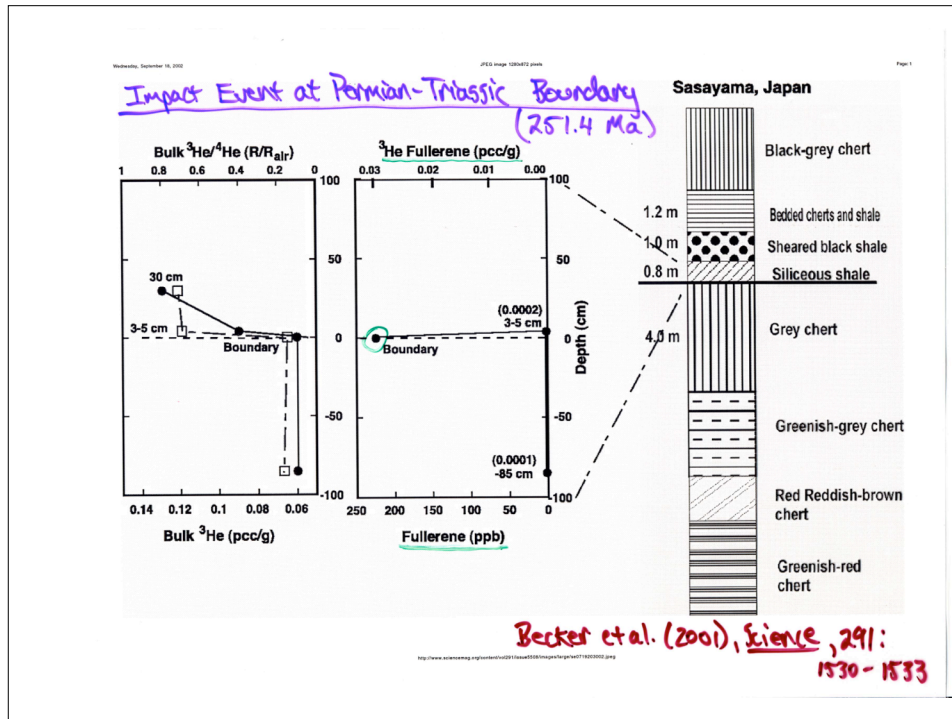 Wednesday, September 18, 2002 JPEG image 1280x872 pixels Page: 1
Impact Event at Permian-Triassic Boundary
(251.4 Ma)
Sasayama, Japan
Bulk ³He/⁴He (R/Rair)
1 0.8 0.4 0.1 0
³He Fullerene (pcc/g)
0.03 0.02 0.01 0.00
100
50
0
-50
-100
30 cm
3-5 cm
Boundary
0.14 0.12 0.10 0.08 0.06
Bulk ³He (pcc/g)
100
50
0
-50
-100
Depth (cm)
(0.0002)
3-5 cm
Boundary
(0.0001)
-85 cm
250 200 150 100 50 0
Fullerene (ppb)
Black-grey chert
1.2 m Bedded cherts and shale
1.0 m Sheared black shale
0.8 m Siliceous shale
4.0 m Grey chert
Greenish-grey chert
Red Reddish-brown
chert
Greenish-red
chert
Becker et al. (2001), Science, 291:
1530-1533